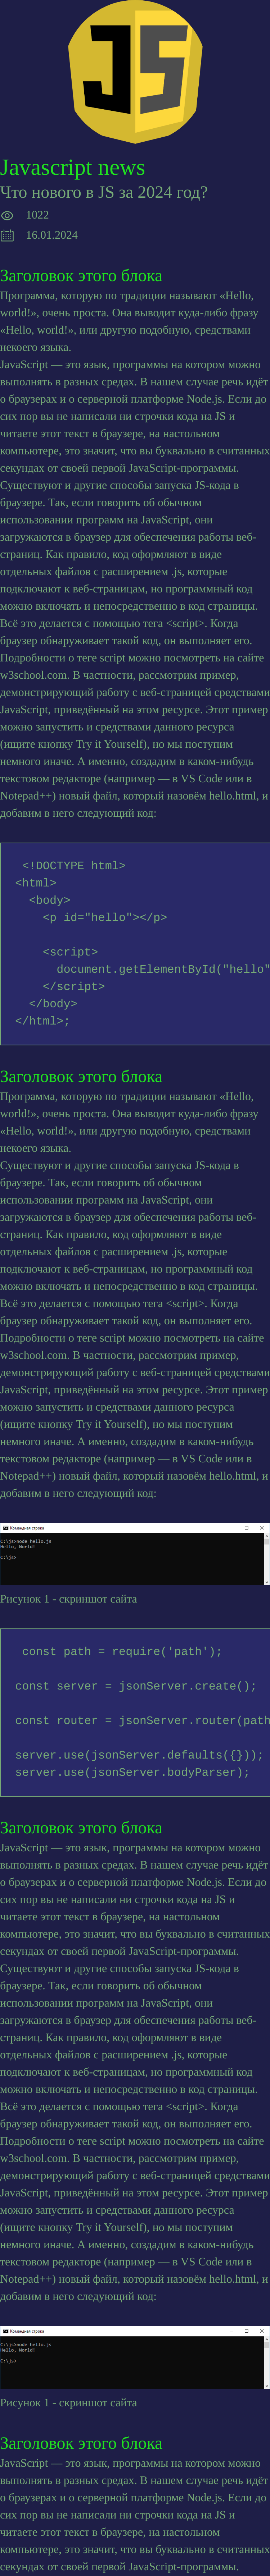 JS
Javascript news
Что нового в JS за 2024 год?
1022
16.01.2024
Заголовок этого блока
Программа, которую по традиции называют «Hello,
world!», очень проста. Она выводит куда-либо фразу
«Hello, world!», или другую подобную, средствами
некоего языка.
JavaScript — это язык, программы на котором можно
выполнять в разных средах. В нашем случае речь идёт
о браузерах и о серверной платформе Node.js. Если до
сих пор вы не написали ни строчки кода на JS и
читаете этот текст в браузере, на настольном
компьютере, это значит, что вы буквально в считанных
секундах от своей первой JavaScript-программы.
Существуют и другие способы запуска JS-кода в
браузере. Так, если говорить об обычном
использовании программ на JavaScript, они
загружаются в браузер для обеспечения работы веб-
страниц. Как правило, код оформляют в виде
отдельных файлов с расширением .js, которые
подключают к веб-страницам, но программный код
можно включать и непосредственно в код страницы.
Всё это делается с помощью тега <script>. Когда
браузер обнаруживает такой код, он выполняет его.
Подробности о теге script можно посмотреть на сайте
w3school.com. В частности, рассмотрим пример,
демонстрирующий работу с веб-страницей средствами
JavaScript, приведённый на этом ресурсе. Этот пример
можно запустить и средствами данного ресурса
(ищите кнопку Try it Yourself), но мы поступим
немного иначе. А именно, создадим в каком-нибудь
текстовом редакторе (например — в VS Code или в
Notepad++) новый файл, который назовём hello.html, и
добавим в него следующий код:
<!DOCTYPE html>
<html>
<body>
<p id="hello"></p>
<script>
document.getElementById("hello"
</script>
</body>
</html>;
Заголовок этого блока
Программа, которую по традиции называют «Hello,
world!», очень проста. Она выводит куда-либо фразу
«Hello, world!», или другую подобную, средствами
некоего языка.
Существуют и другие способы запуска JS-кода в
браузере. Так, если говорить об обычном
использовании программ на JavaScript, они
загружаются в браузер для обеспечения работы веб-
страниц. Как правило, код оформляют в виде
отдельных файлов с расширением .js, которые
подключают к веб-страницам, но программный код
можно включать и непосредственно в код страницы.
Всё это делается с помощью тега <script>. Когда
браузер обнаруживает такой код, он выполняет его.
Подробности о теге script можно посмотреть на сайте
w3school.com. В частности, рассмотрим пример,
демонстрирующий работу с веб-страницей средствами
JavaScript, приведённый на этом ресурсе. Этот пример
можно запустить и средствами данного ресурса
(ищите кнопку Try it Yourself), но мы поступим
немного иначе. А именно, создадим в каком-нибудь
текстовом редакторе (например — в VS Code или в
Notepad++) новый файл, который назовём hello.html, и
добавим в него следующий код:
Командная строка
C:\js>node hello.js
Hello, World!
C:\js>
Рисунок 1 - скриншот сайта
const path = require('path');
const server = jsonServer.create();
const router = jsonServer.router(path
server.use(jsonServer.defaults({}));
server.use(jsonServer.bodyParser);
Заголовок этого блока
JavaScript — это язык, программы на котором можно
выполнять в разных средах. В нашем случае речь идёт
о браузерах и о серверной платформе Node.js. Если до
сих пор вы не написали ни строчки кода на JS и
читаете этот текст в браузере, на настольном
компьютере, это значит, что вы буквально в считанных
секундах от своей первой JavaScript-программы.
Существуют и другие способы запуска JS-кода в
браузере. Так, если говорить об обычном
использовании программ на JavaScript, они
загружаются в браузер для обеспечения работы веб-
страниц. Как правило, код оформляют в виде
отдельных файлов с расширением .js, которые
подключают к веб-страницам, но программный код
можно включать и непосредственно в код страницы.
Всё это делается с помощью тега <script>. Когда
браузер обнаруживает такой код, он выполняет его.
Подробности о теге script можно посмотреть на сайте
w3school.com. В частности, рассмотрим пример,
демонстрирующий работу с веб-страницей средствами
JavaScript, приведённый на этом ресурсе. Этот пример
можно запустить и средствами данного ресурса
(ищите кнопку Try it Yourself), но мы поступим
немного иначе. А именно, создадим в каком-нибудь
текстовом редакторе (например — в VS Code или в
Notepad++) новый файл, который назовём hello.html, и
добавим в него следующий код:
Командная строка
C:\js>node hello.js
Hello, World!
C:\js>
Рисунок 1 - скриншот сайта
Заголовок этого блока
JavaScript — это язык, программы на котором можно
выполнять в разных средах. В нашем случае речь идёт
о браузерах и о серверной платформе Node.js. Если до
сих пор вы не написали ни строчки кода на JS и
читаете этот текст в браузере, на настольном
компьютере, это значит, что вы буквально в считанных
секундах от своей первой JavaScript-программы.